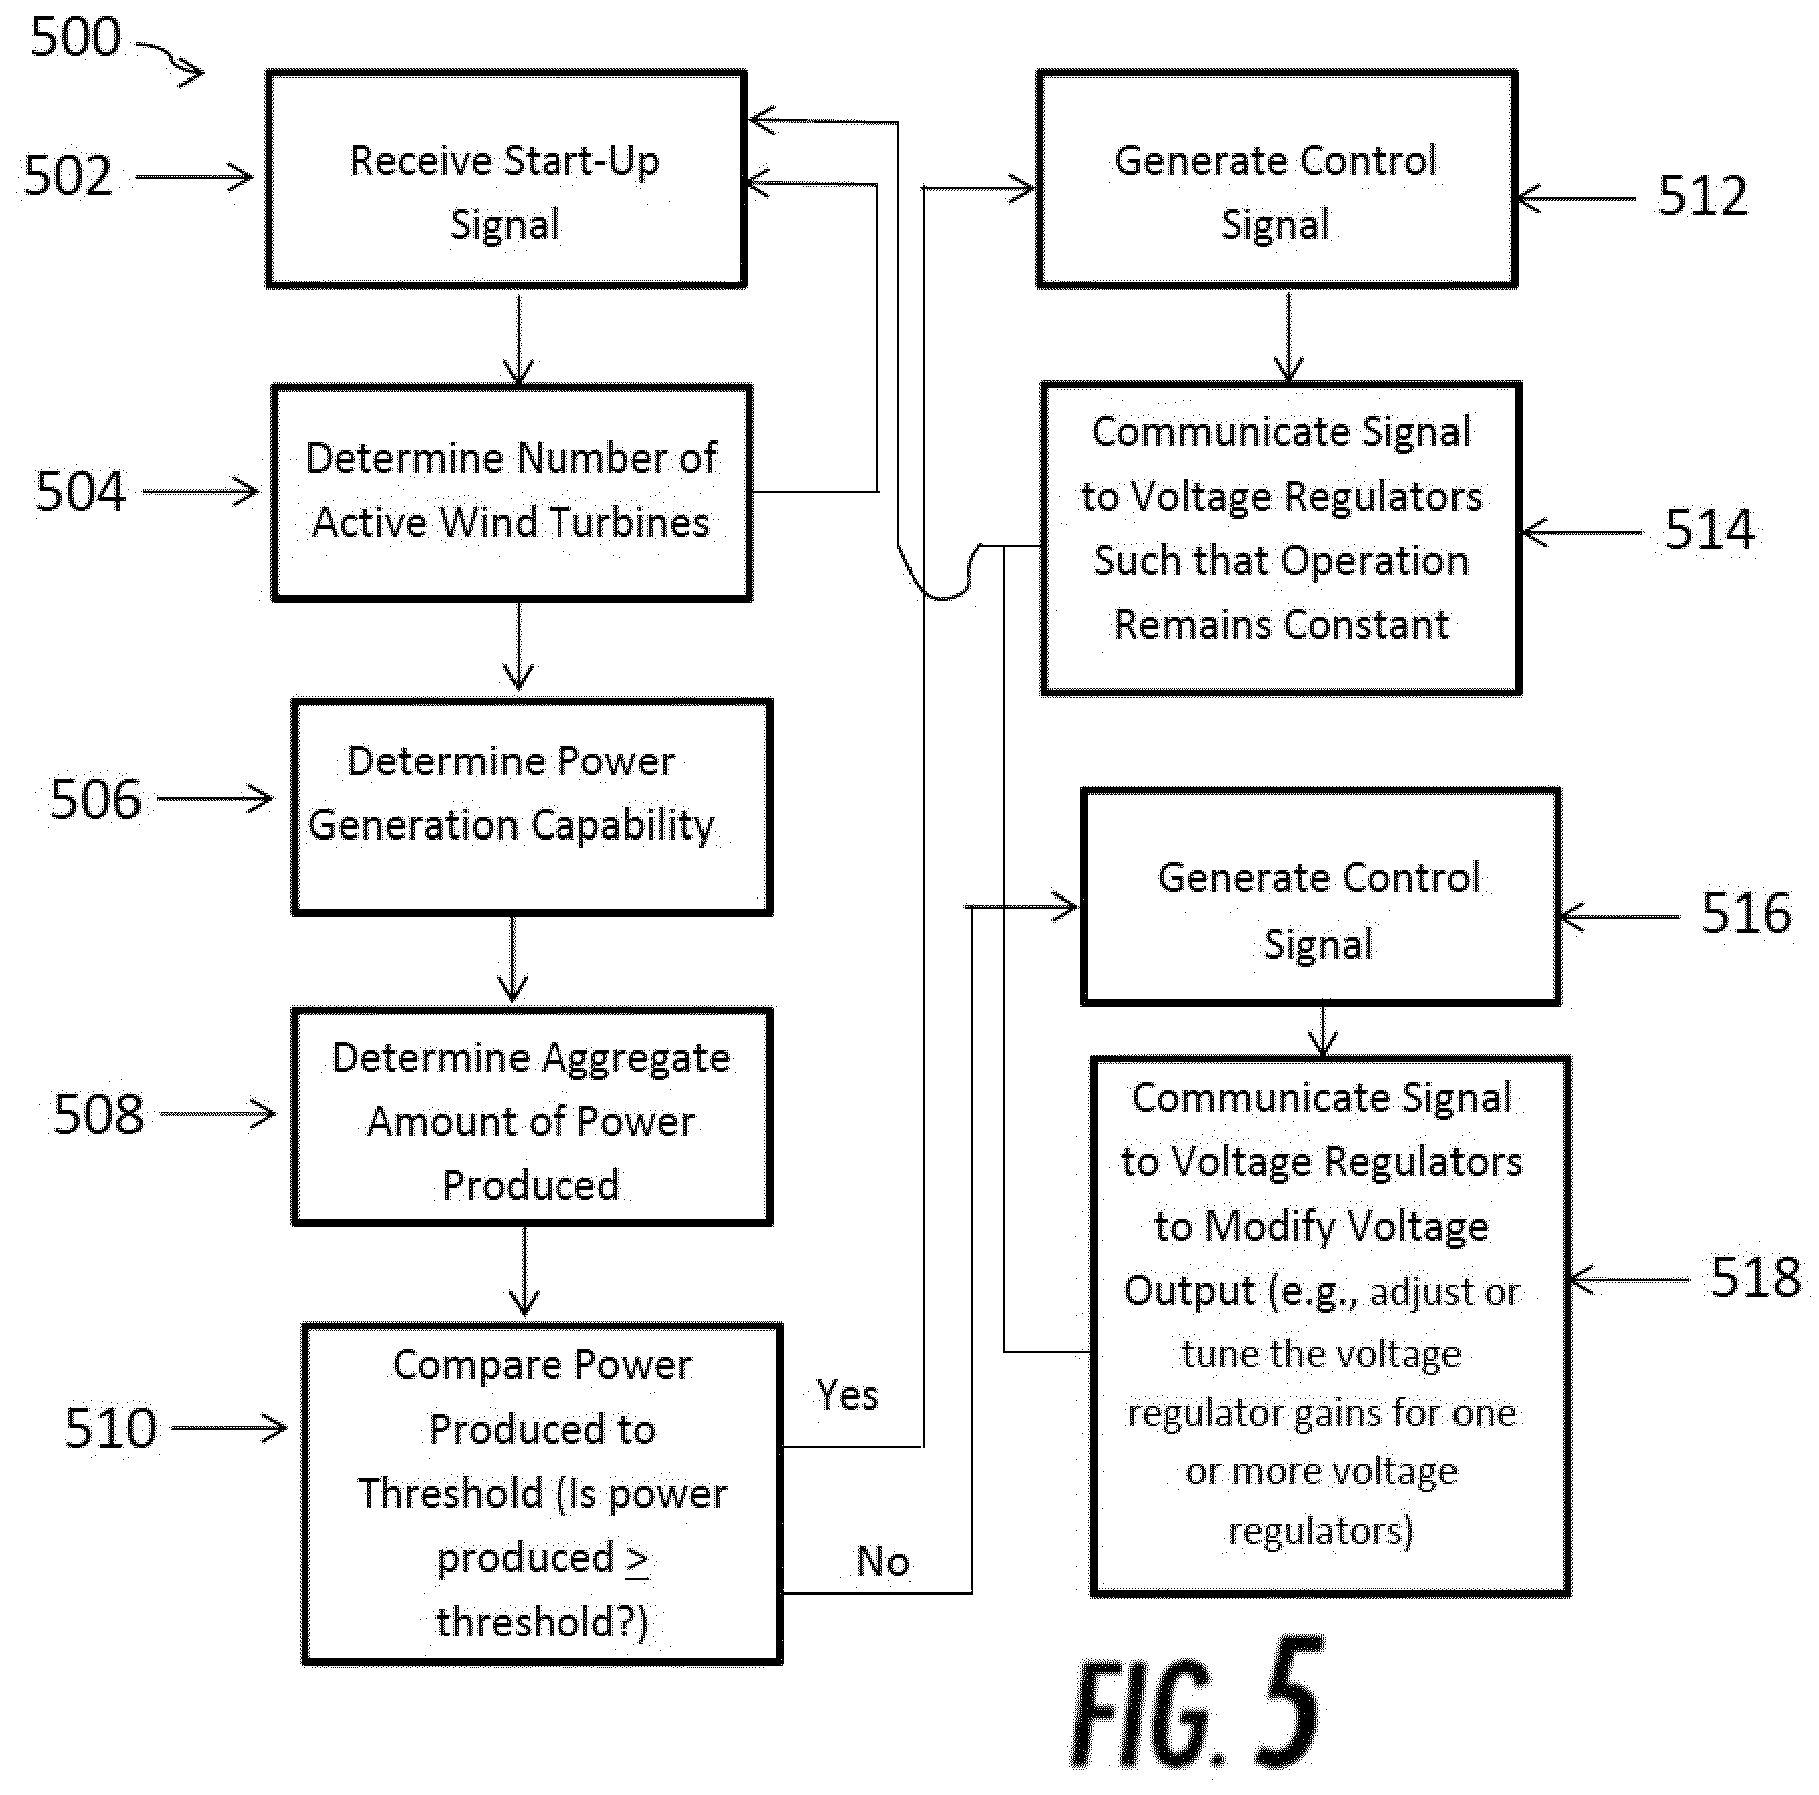 500
502
Receive Start-Up
Signal
504
Determine Number of
Active Wind Turbines
506
Determine Power
Generation Capability
508
Determine Aggregate
Amount of Power
Produced
510
Compare Power
Produced to
Threshold (Is power
produced ≥
threshold?)
Yes
No
Generate Control
Signal
512
Communicate Signal
to Voltage Regulators
Such that Operation
Remains Constant
514
Generate Control
Signal
516
Communicate Signal
to Voltage Regulators
to Modify Voltage
Output (e.g., adjust or
tune the voltage
regulator gains for one
or more voltage
regulators)
518
FIG. 5